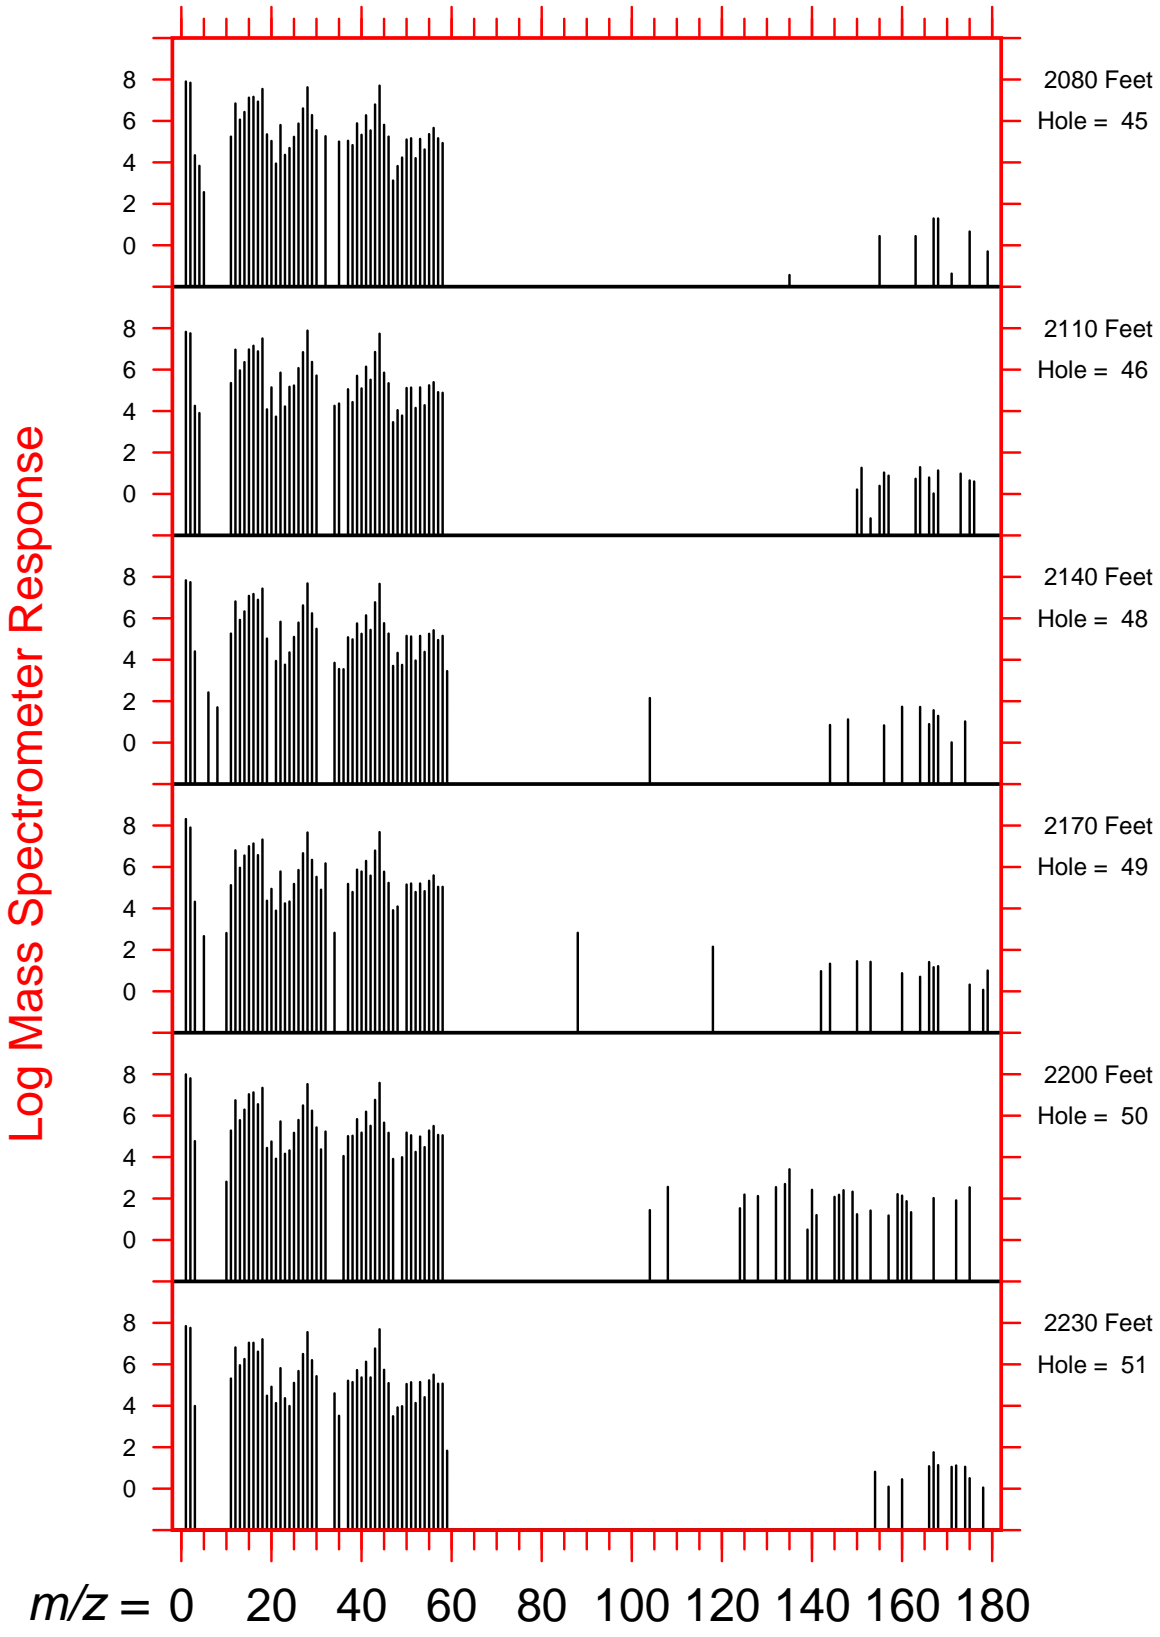 Log Mass Spectrometer Response
8
6
4
2
0
2080 Feet
Hole = 45
8
6
4
2
0
2110 Feet
Hole = 46
8
6
4
2
0
2140 Feet
Hole = 48
8
6
4
2
0
2170 Feet
Hole = 49
8
6
4
2
0
2200 Feet
Hole = 50
8
6
4
2
0
2230 Feet
Hole = 51
m/z = 0 20 40 60 80 100 120 140 160 180